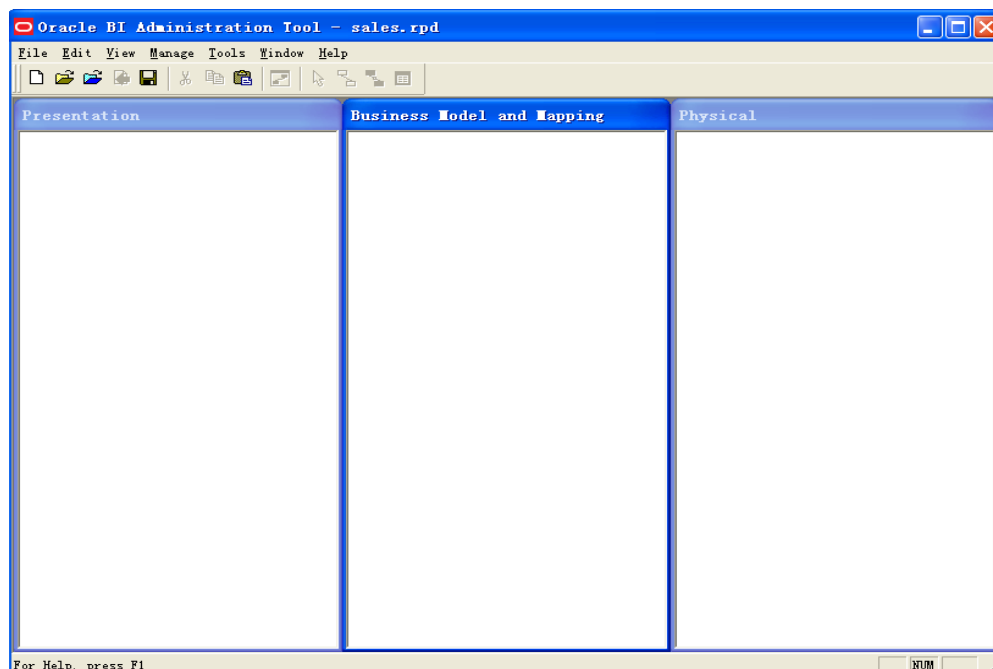 Oracle BI Administration Tool - sales.rpd
File Edit View Manage Tools Window Help
Presentation Business Model and Mapping Physical
For Help, press F1 NUM